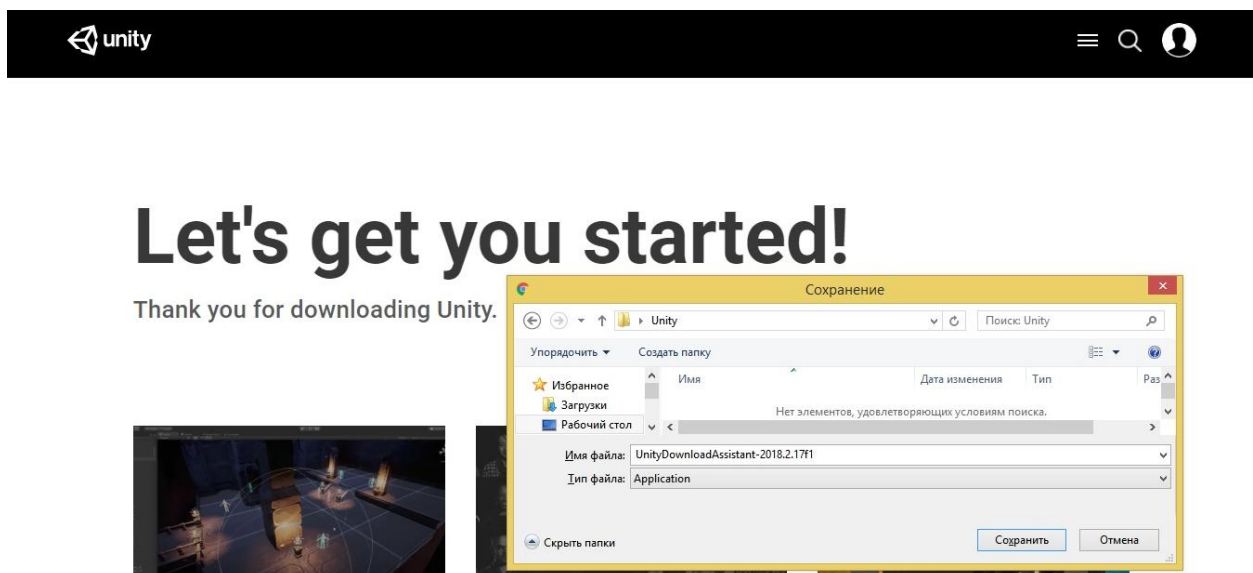 unity
Let's get you started!
Thank you for downloading Unity.
Сохранение
Unity
Поиск: Unity
Упорядочить
Создать папку
Избранное
Загрузки
Рабочий стол
Имя
Дата изменения
Тип
Раз
Нет элементов, удовлетворяющих условиям поиска.
Имя файла: UnityDownloadAssistant-2018.2.17f1
Тип файла: Application
Скрыть папки
Сохранить
Отмена